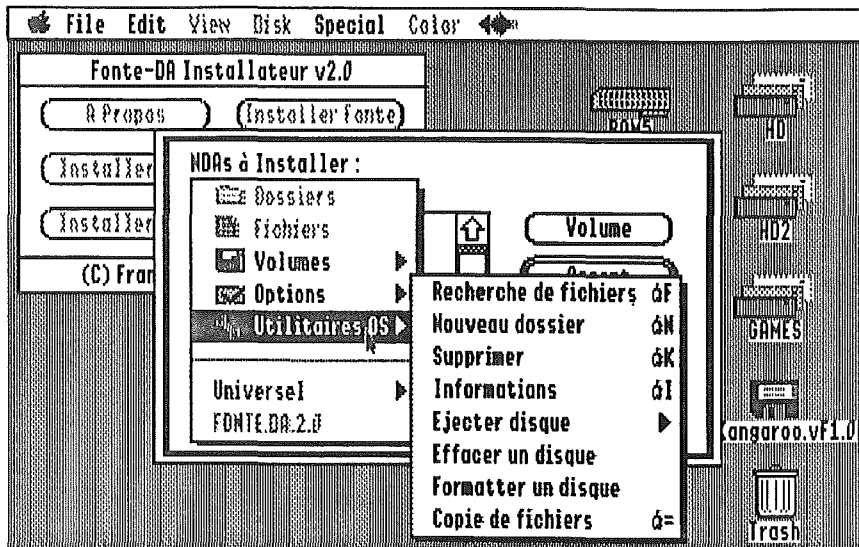 File Edit View Disk Special Color
Fonte-DA Installateur v2.0
A Propos
Installer Fonte
HD
NDAs à Installer :
Installer
Dossiers
Fichiers
Installer
Volume
HD2
Volumes
(C) Fran
Options
Recherche de fichiers F
Utilitaires OS
Nouveau dossier N
GAMES
Supprimer K
Universel
Informations I
FONTE.DA.2.0
Ejecter disque
angaroo.vF1.0
Effacer un disque
Formatter un disque
Copie de fichiers =
Trash